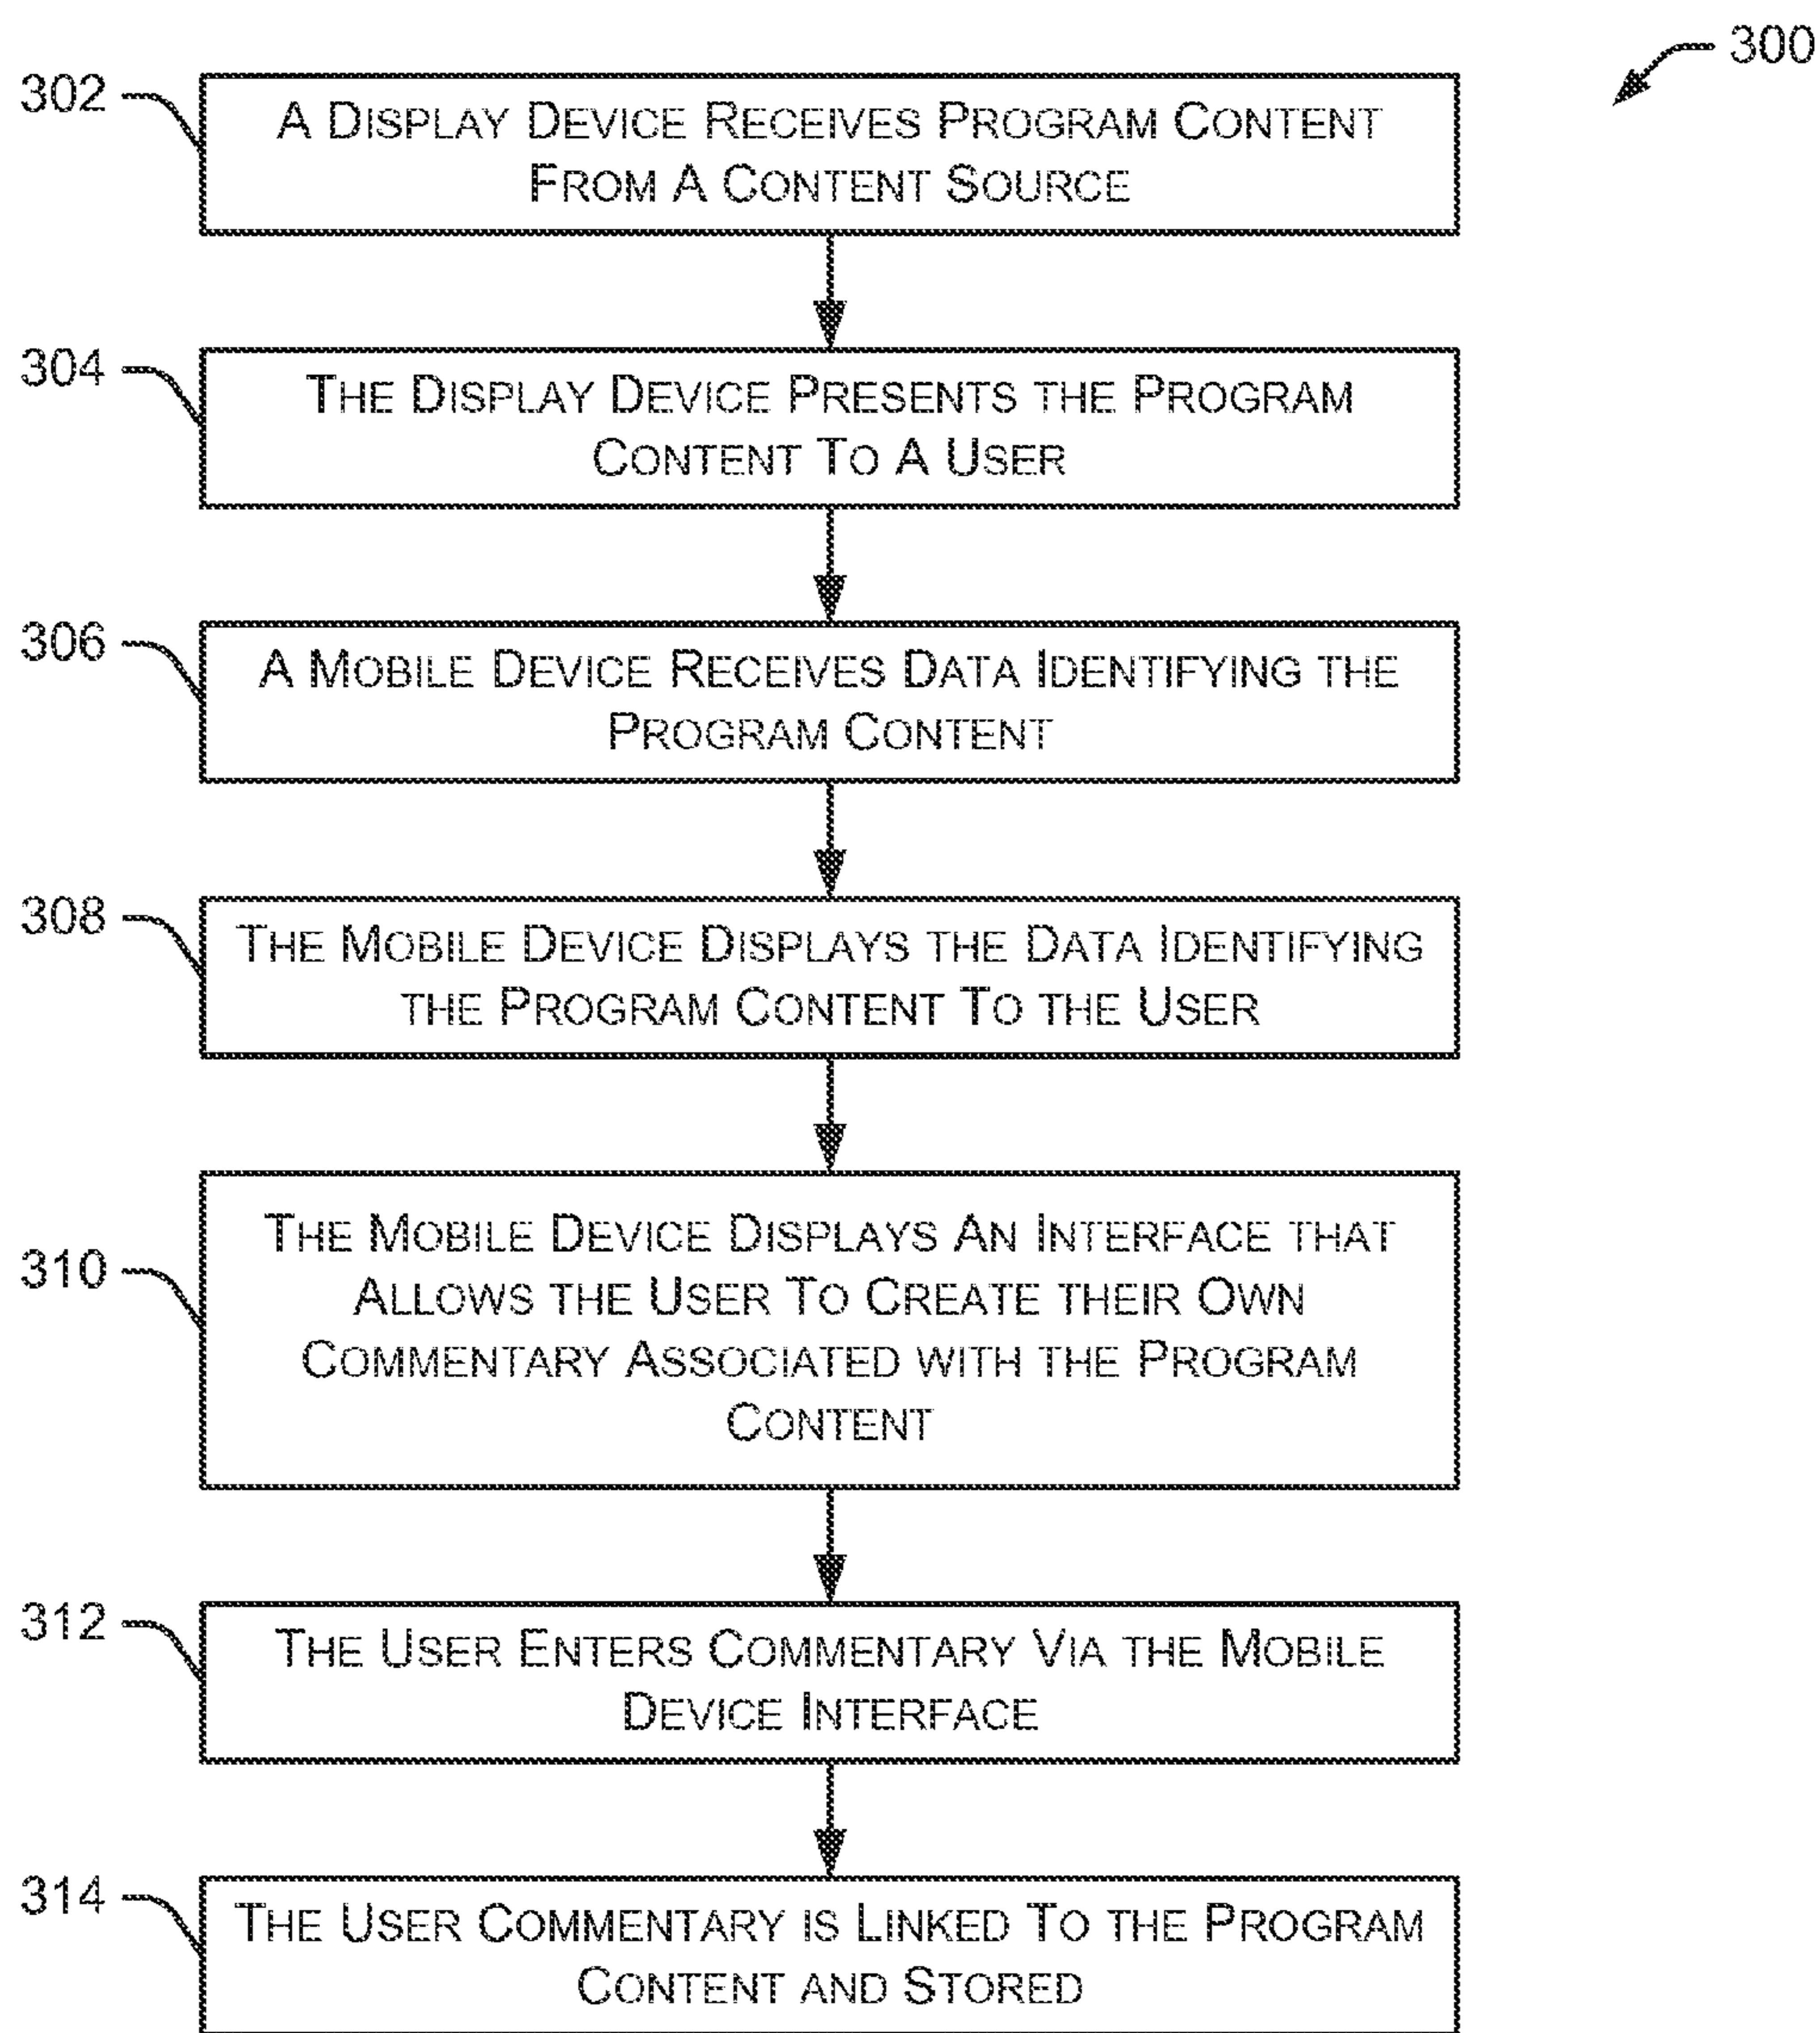 300
302
A DISPLAY DEVICE RECEIVES PROGRAM CONTENT
FROM A CONTENT SOURCE
304
THE DISPLAY DEVICE PRESENTS THE PROGRAM
CONTENT TO A USER
306
A MOBILE DEVICE RECEIVES DATA IDENTIFYING THE
PROGRAM CONTENT
308
THE MOBILE DEVICE DISPLAYS THE DATA IDENTIFYING
THE PROGRAM CONTENT TO THE USER
310
THE MOBILE DEVICE DISPLAYS AN INTERFACE THAT
ALLOWS THE USER TO CREATE THEIR OWN
COMMENTARY ASSOCIATED WITH THE PROGRAM
CONTENT
312
THE USER ENTERS COMMENTARY VIA THE MOBILE
DEVICE INTERFACE
314
THE USER COMMENTARY IS LINKED TO THE PROGRAM
CONTENT AND STORED